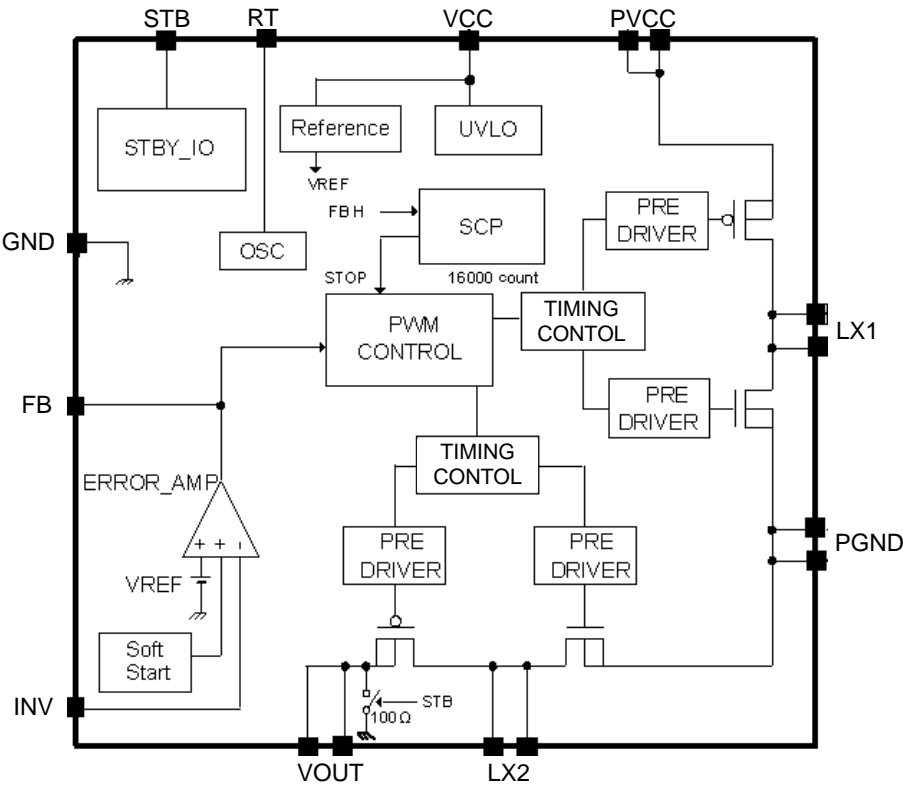 STB
RT
VCC
PVCC
STBY_IO
Reference
UVLO
VREF
FB H
SCP
PRE
DRIVER
GND
OSC
STOP
16000 count
PWM
CONTROL
TIMING
CONTOL
LX1
FB
PRE
DRIVER
TIMING
CONTOL
ERROR_AMP
+ + -
PRE
DRIVER
PRE
DRIVER
PGND
VREF
Soft
Start
INV
STB
100 Ω
VOUT
LX2